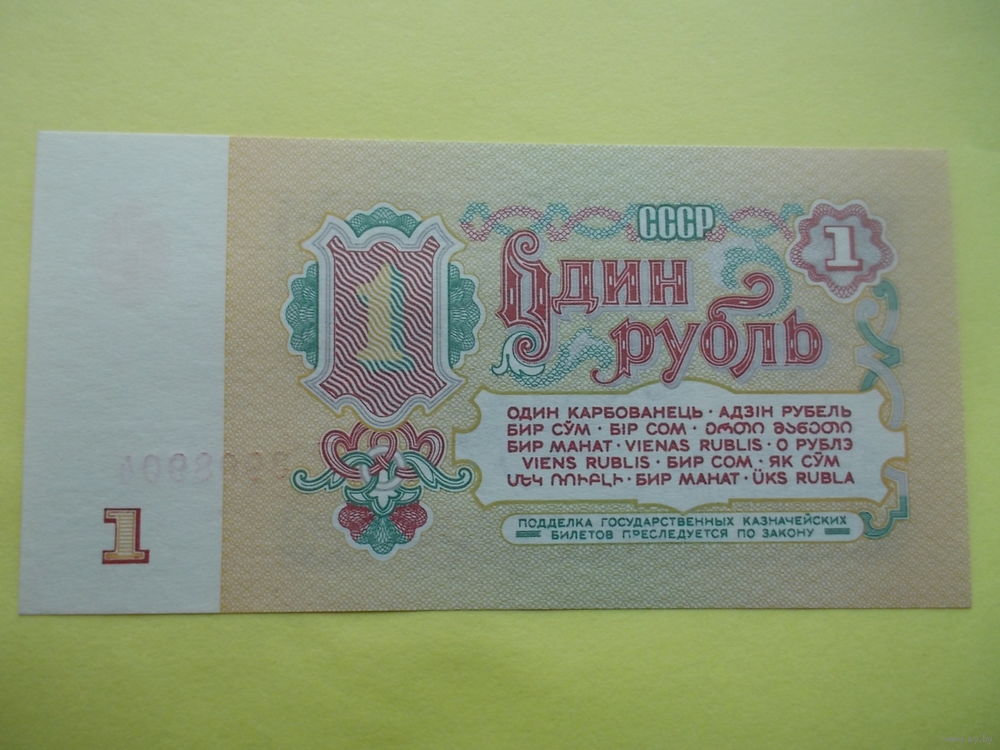 СССР
1
1
Один
рубль
ОДИН КАРБОВАНЕЦЬ · АДЗІН РУБЕЛЬ
БИР СЎМ · БІР СОМ · ᲔᲠᲗᲘ ᲛᲐᲜᲔᲗᲘ
БИР МАНАТ · VIENAS RUBLIS · О РУБЛЭ
VIENS RUBLIS · БИР СОМ · ЯК СӮМ
ՄԵԿ ՌՈՒԲԼԻ · БИР МАНАТ · ÜKS RUBLA
ПОДДЕЛКА ГОСУДАРСТВЕННЫХ КАЗНАЧЕЙСКИХ
БИЛЕТОВ ПРЕСЛЕДУЕТСЯ ПО ЗАКОНУ
1